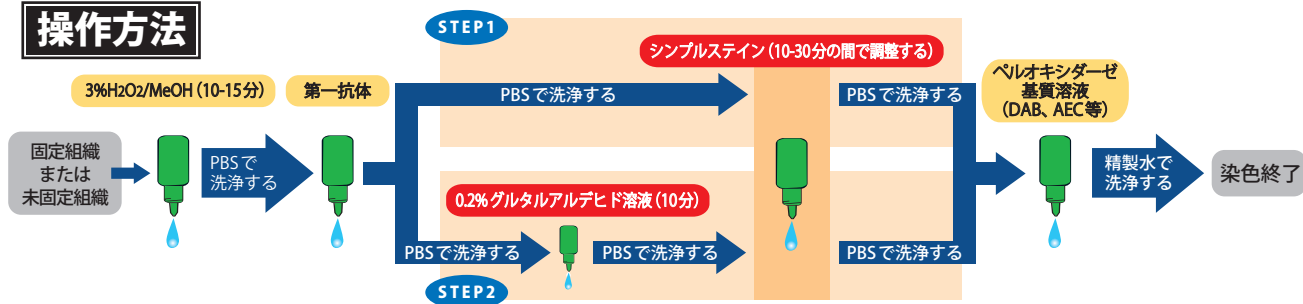 操作方法
STEP1
シンプルステイン（10-30分の間で調整する）
3%H2O2/MeOH（10-15分）
第一抗体
PBSで洗浄する
PBSで洗浄する
ペルオキシダーゼ
基質溶液
（DAB、AEC等）
固定組織
または
未固定組織
PBSで
洗浄する
精製水で
洗浄する
染色終了
0.2%グルタルアルデヒド溶液（10分）
PBSで洗浄する
PBSで洗浄する
PBSで洗浄する
STEP2